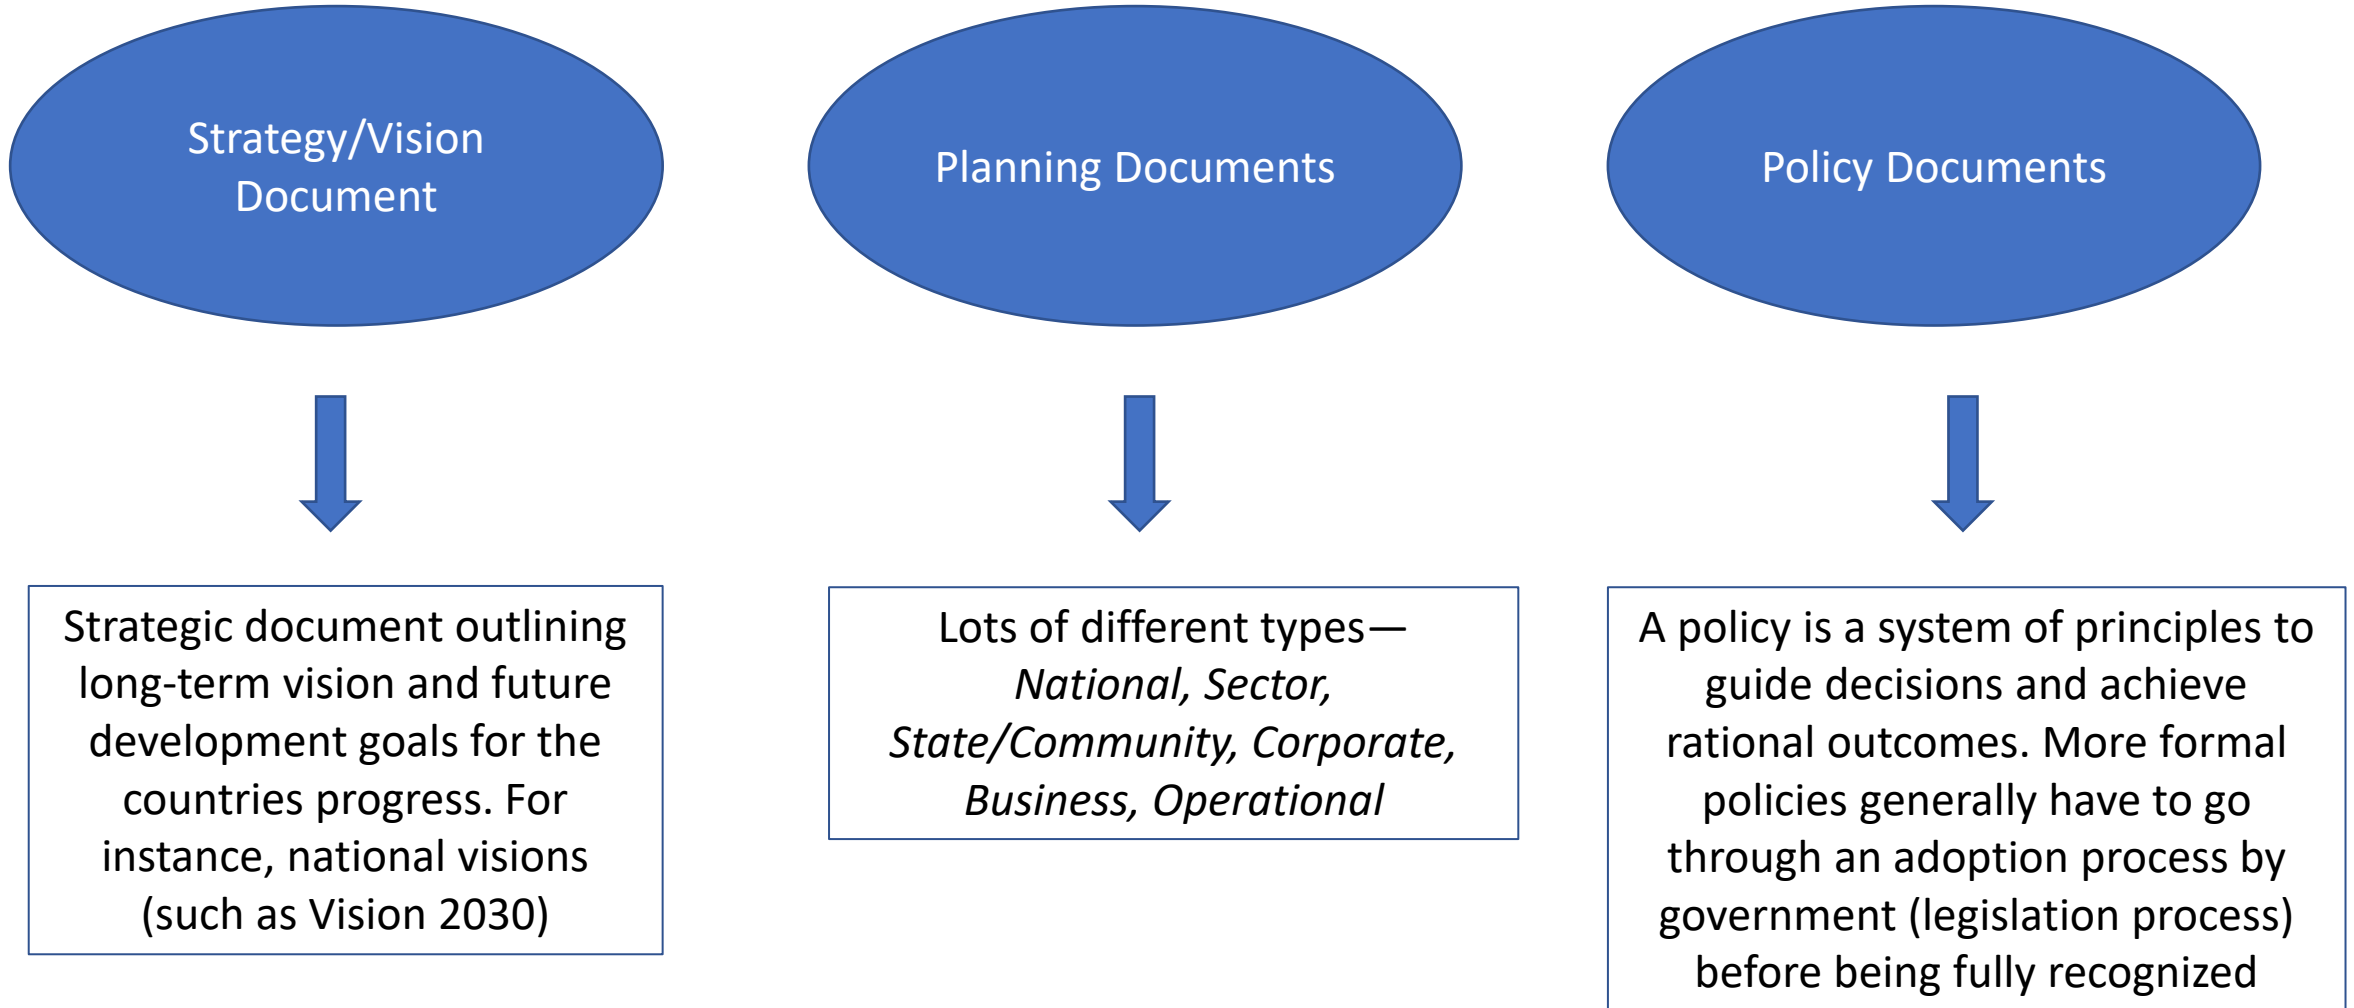 Strategy/Vision
Document
Planning Documents
Policy Documents
Strategic document outlining
long-term vision and future
development goals for the
countries progress. For
instance, national visions
(such as Vision 2030)
Lots of different types—
National, Sector,
State/Community, Corporate,
Business, Operational
A policy is a system of principles to
guide decisions and achieve
rational outcomes. More formal
policies generally have to go
through an adoption process by
government (legislation process)
before being fully recognized